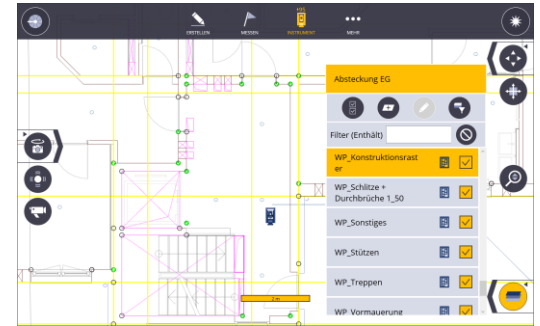 ERSTELLEN
MESSEN
INSTRUMENT
MEHR
Absteckung EG
Filter (Enthält)
WP_Konstruktionsrast
er
WP_Schlitze +
Durchbrüche 1_50
WP_Sonstiges
WP_Stützen
WP_Treppen
WP_Vormauerung
2 m